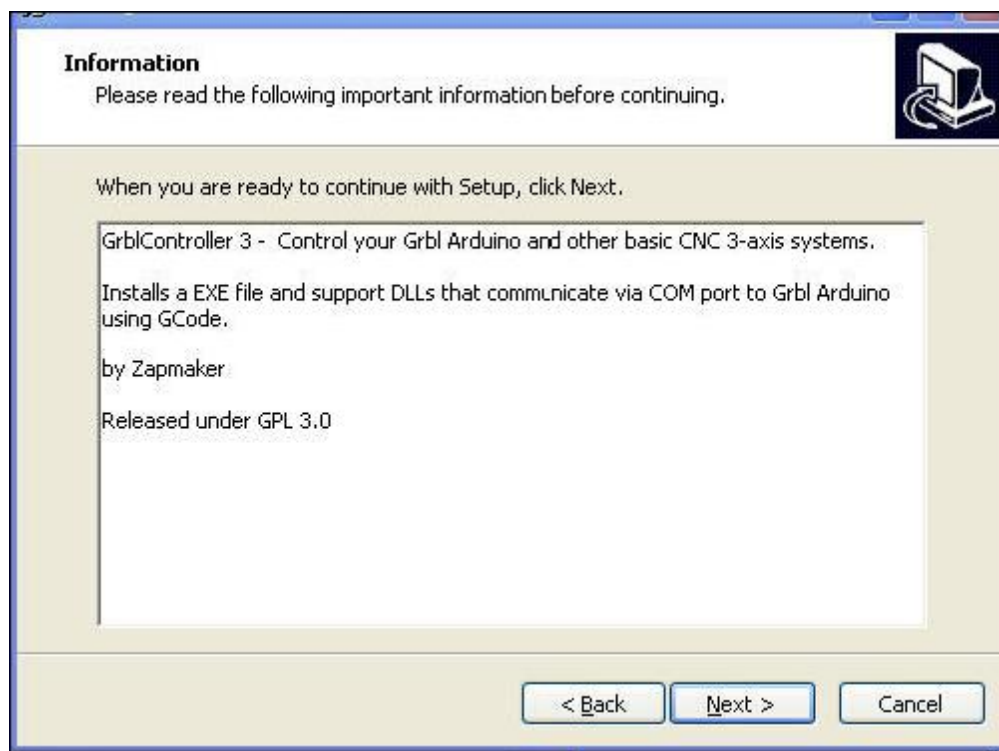 Information
Please read the following important information before continuing.
When you are ready to continue with Setup, click Next.
GrblController 3 - Control your Grbl Arduino and other basic CNC 3-axis systems.
Installs a EXE file and support DLLs that communicate via COM port to Grbl Arduino
using GCode.
by Zapmaker
Released under GPL 3.0
< Back Next > Cancel